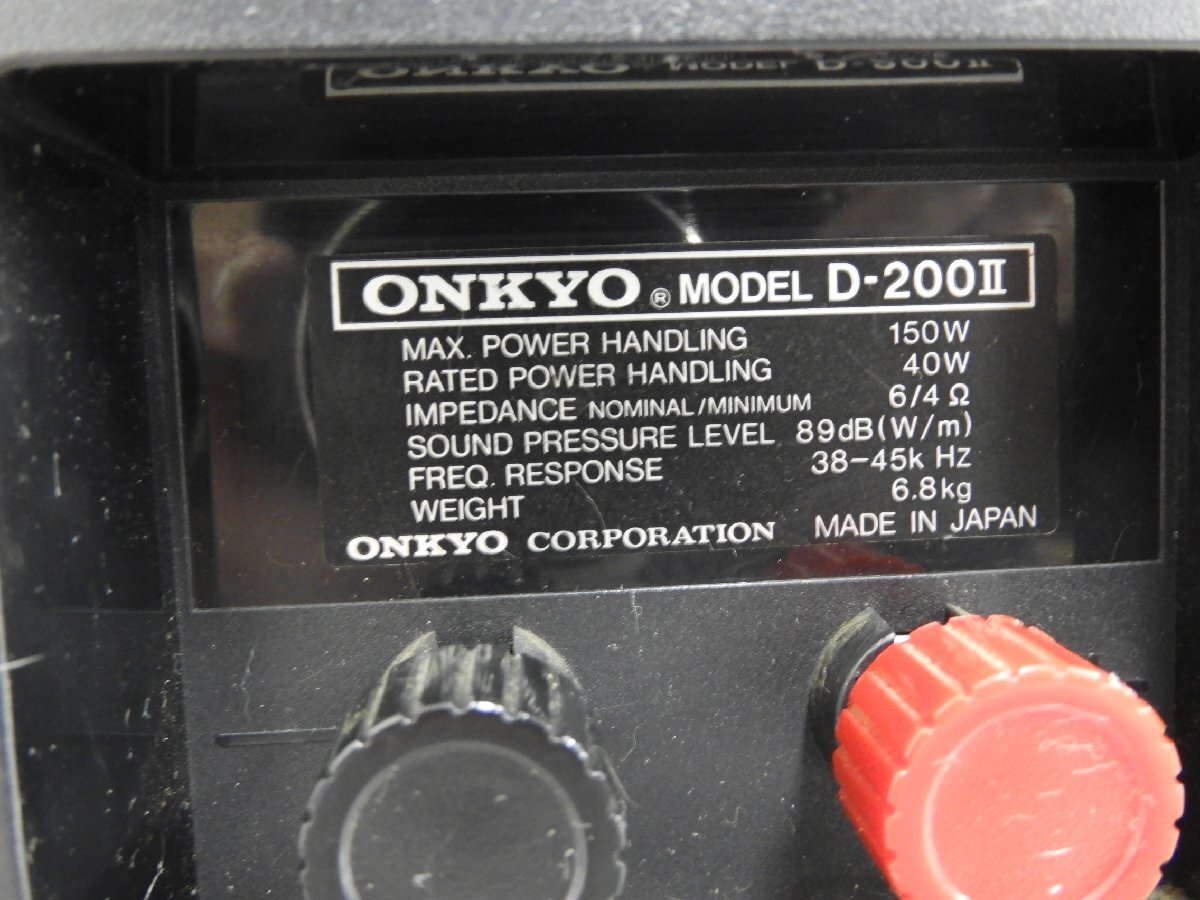 ONKYO ® MODEL D-200II
MAX. POWER HANDLING 150W
RATED POWER HANDLING 40W
IMPEDANCE NOMINAL/MINIMUM 6/4 Ω
SOUND PRESSURE LEVEL 89dB(W/m)
FREQ. RESPONSE 38-45k Hz
WEIGHT 6.8kg
ONKYO CORPORATION MADE IN JAPAN